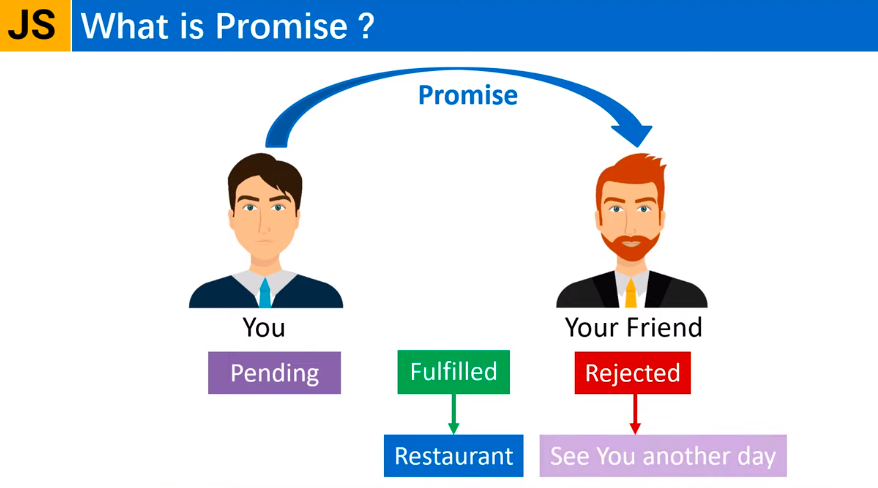 JS What is Promise ?
Promise
You Your Friend
Pending Fulfilled Rejected
Restaurant See You another day